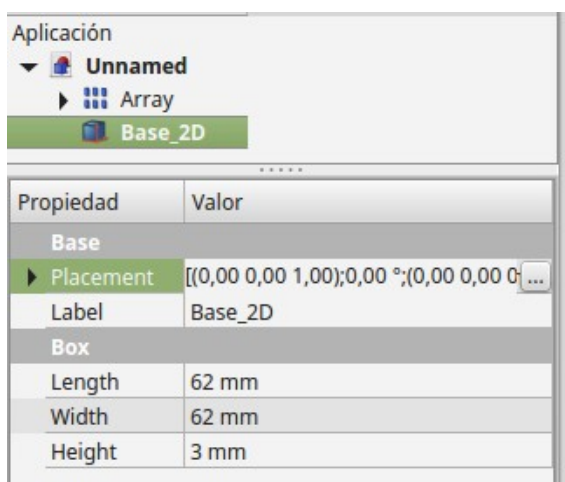 Aplicación
Unnamed
Array
Base_2D
Propiedad Valor
Base
Placement [(0,00 0,00 1,00);0,00 °;(0,00 0,00 0 ...
Label Base_2D
Box
Length 62 mm
Width 62 mm
Height 3 mm